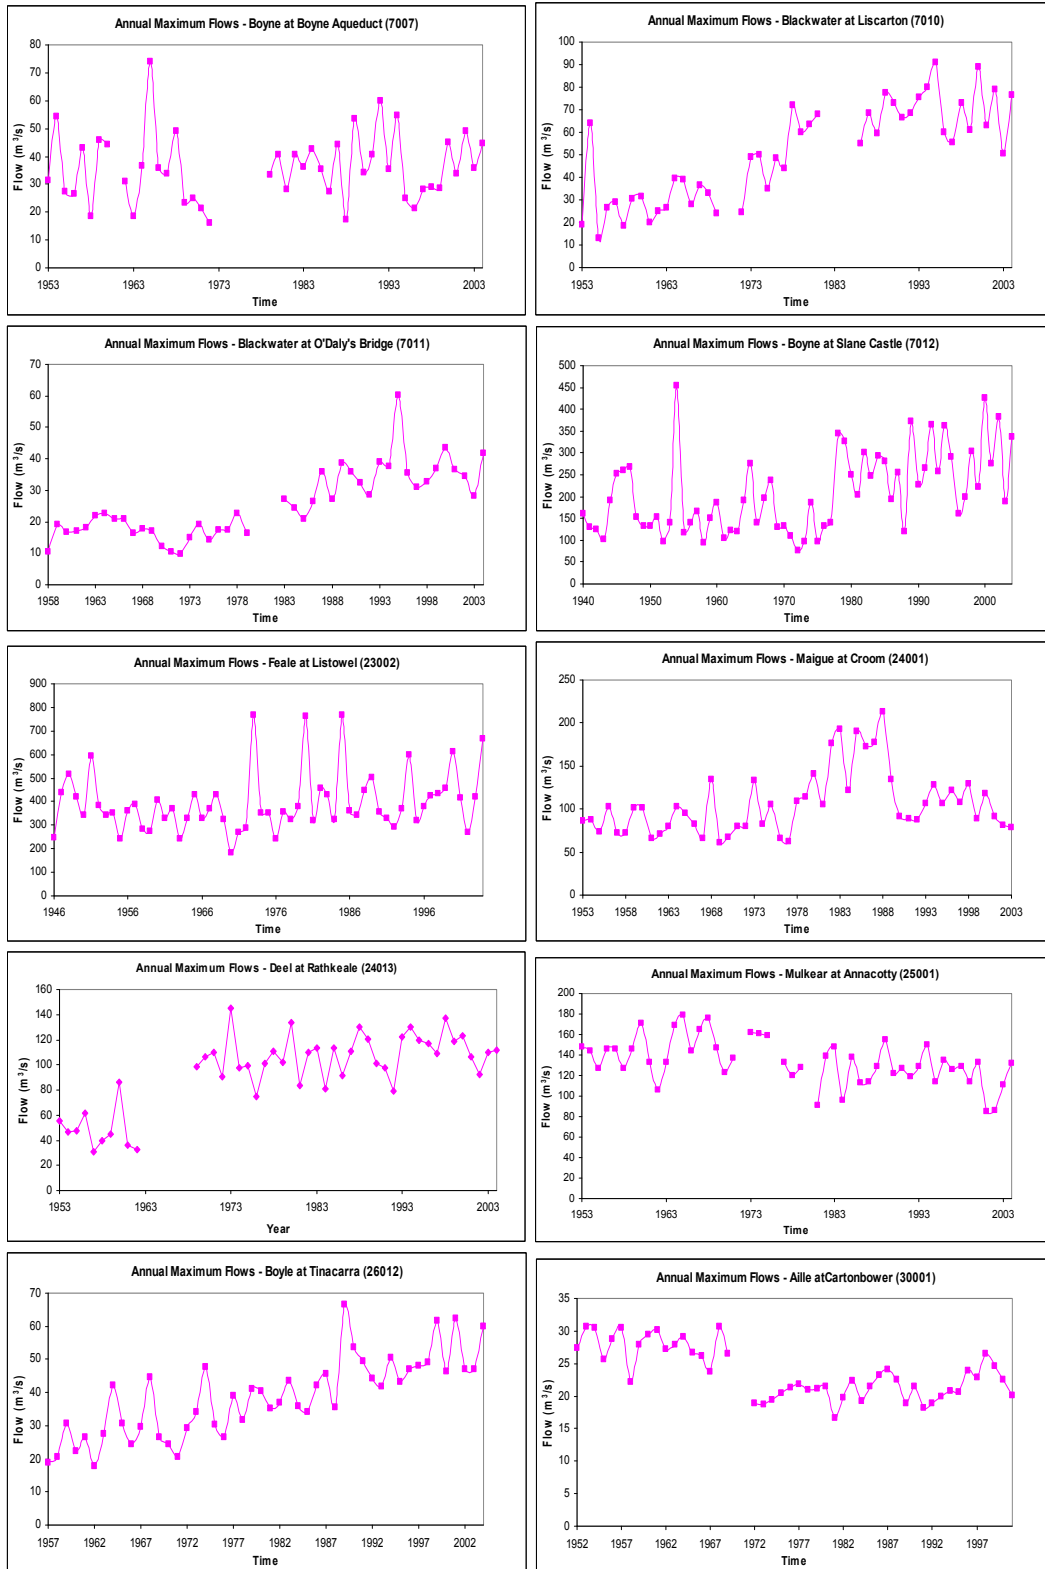 Annual Maximum Flows - Boyne at Boyne Aqueduct (7007)
80
70
60
50
40
30
20
10
0
Flow (m³/s)
1953 1963 1973 1983 1993 2003
Time
Annual Maximum Flows - Blackwater at Liscarton (7010)
100
90
80
70
60
50
40
30
20
10
0
Flow (m³/s)
1953 1963 1973 1983 1993 2003
Time
Annual Maximum Flows - Blackwater at O'Daly's Bridge (7011)
70
60
50
40
30
20
10
0
Flow (m³/s)
1958 1963 1968 1973 1978 1983 1988 1993 1998 2003
Time
Annual Maximum Flows - Boyne at Slane Castle (7012)
500
450
400
350
300
250
200
150
100
50
0
Flow (m³/s)
1940 1950 1960 1970 1980 1990 2000
Time
Annual Maximum Flows - Feale at Listowel (23002)
900
800
700
600
500
400
300
200
100
0
Flow (m³/s)
1946 1956 1966 1976 1986 1996
Time
Annual Maximum Flows - Maigue at Croom (24001)
250
200
150
100
50
0
Flow (m³/s)
1953 1958 1963 1968 1973 1978 1983 1988 1993 1998 2003
Time
Annual Maximum Flows - Deel at Rathkeale (24013)
160
140
120
100
80
60
40
20
0
Flow (m³/s)
1953 1963 1973 1983 1993 2003
Year
Annual Maximum Flows - Mulkear at Annacotty (25001)
200
180
160
140
120
100
80
60
40
20
0
Flow (m³/s)
1953 1963 1973 1983 1993 2003
Time
Annual Maximum Flows - Boyle at Tinacarra (26012)
70
60
50
40
30
20
10
0
Flow (m³/s)
1957 1962 1967 1972 1977 1982 1987 1992 1997 2002
Time
Annual Maximum Flows - Aille atCartonbower (30001)
35
30
25
20
15
10
5
0
Flow (m³/s)
1952 1957 1962 1967 1972 1977 1982 1987 1992 1997
Time